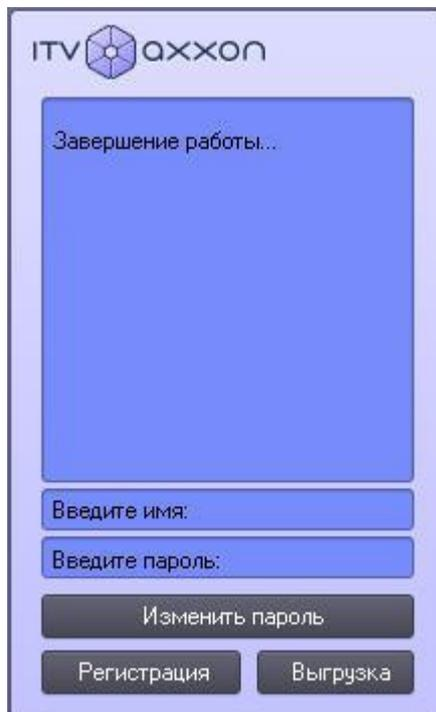 ITV axxon
Завершение работы...
Введите имя:
Введите пароль:
Изменить пароль
Регистрация
Выгрузка